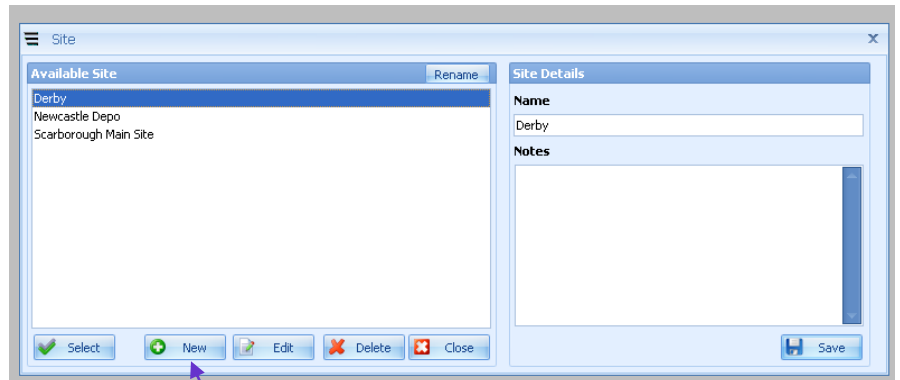 Site x
Available Site Rename
Derby
Newcastle Depo
Scarborough Main Site
Select New Edit Delete Close
Site Details
Name
Derby
Notes
Save